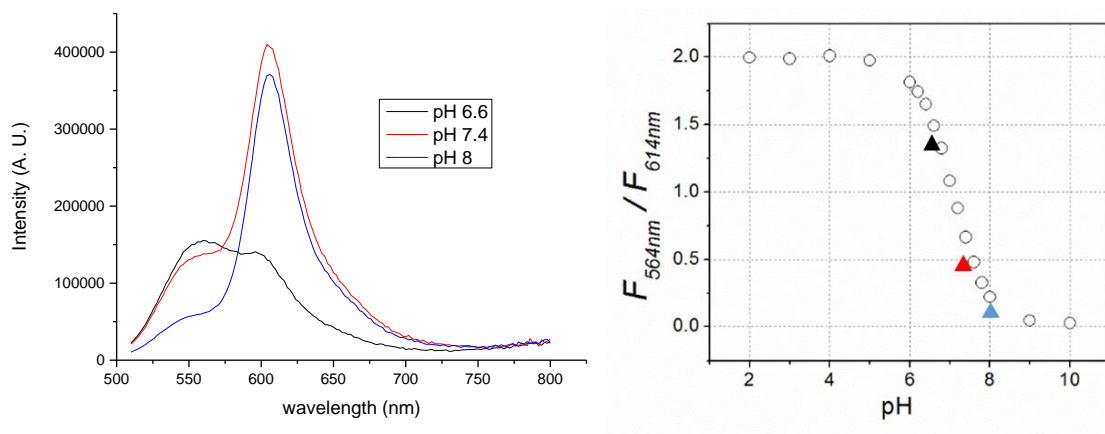 400000
300000
200000
100000
0
Intensity (A. U.)
pH 6.6
pH 7.4
pH 8
500 550 600 650 700 750 800
wavelength (nm)
2.0
1.5
1.0
0.5
0.0
F564nm / F614nm
2 4 6 8 10
pH